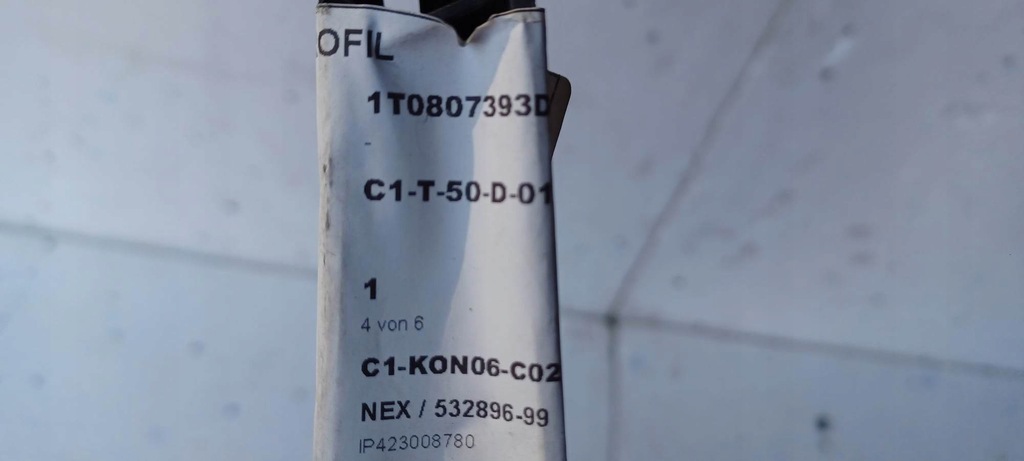 OFIL
1T0807393D
-
C1-T-50-D-01
1
4 von 6
C1-KON06-C02
NEX / 532896-99
IP423008780